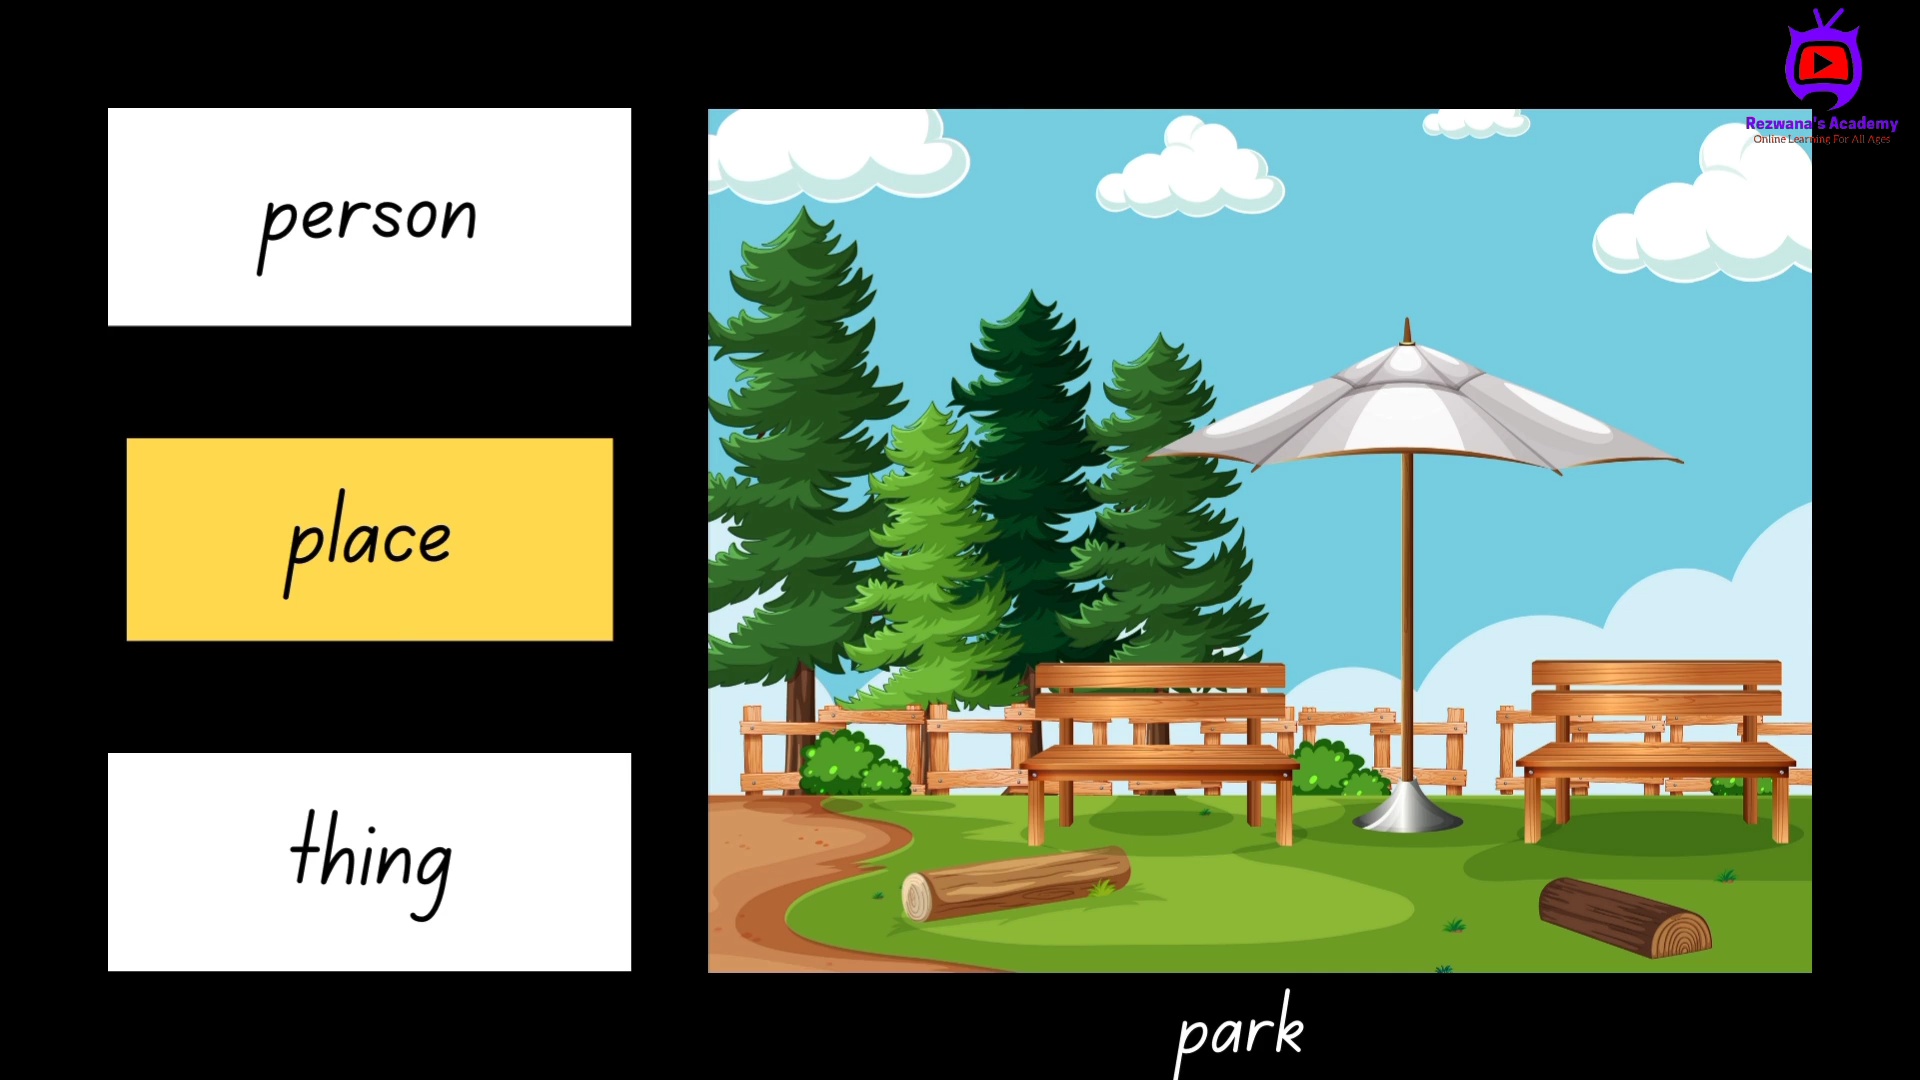 person
place
thing
Rezwana's Academy
Online Learning For All Ages
park